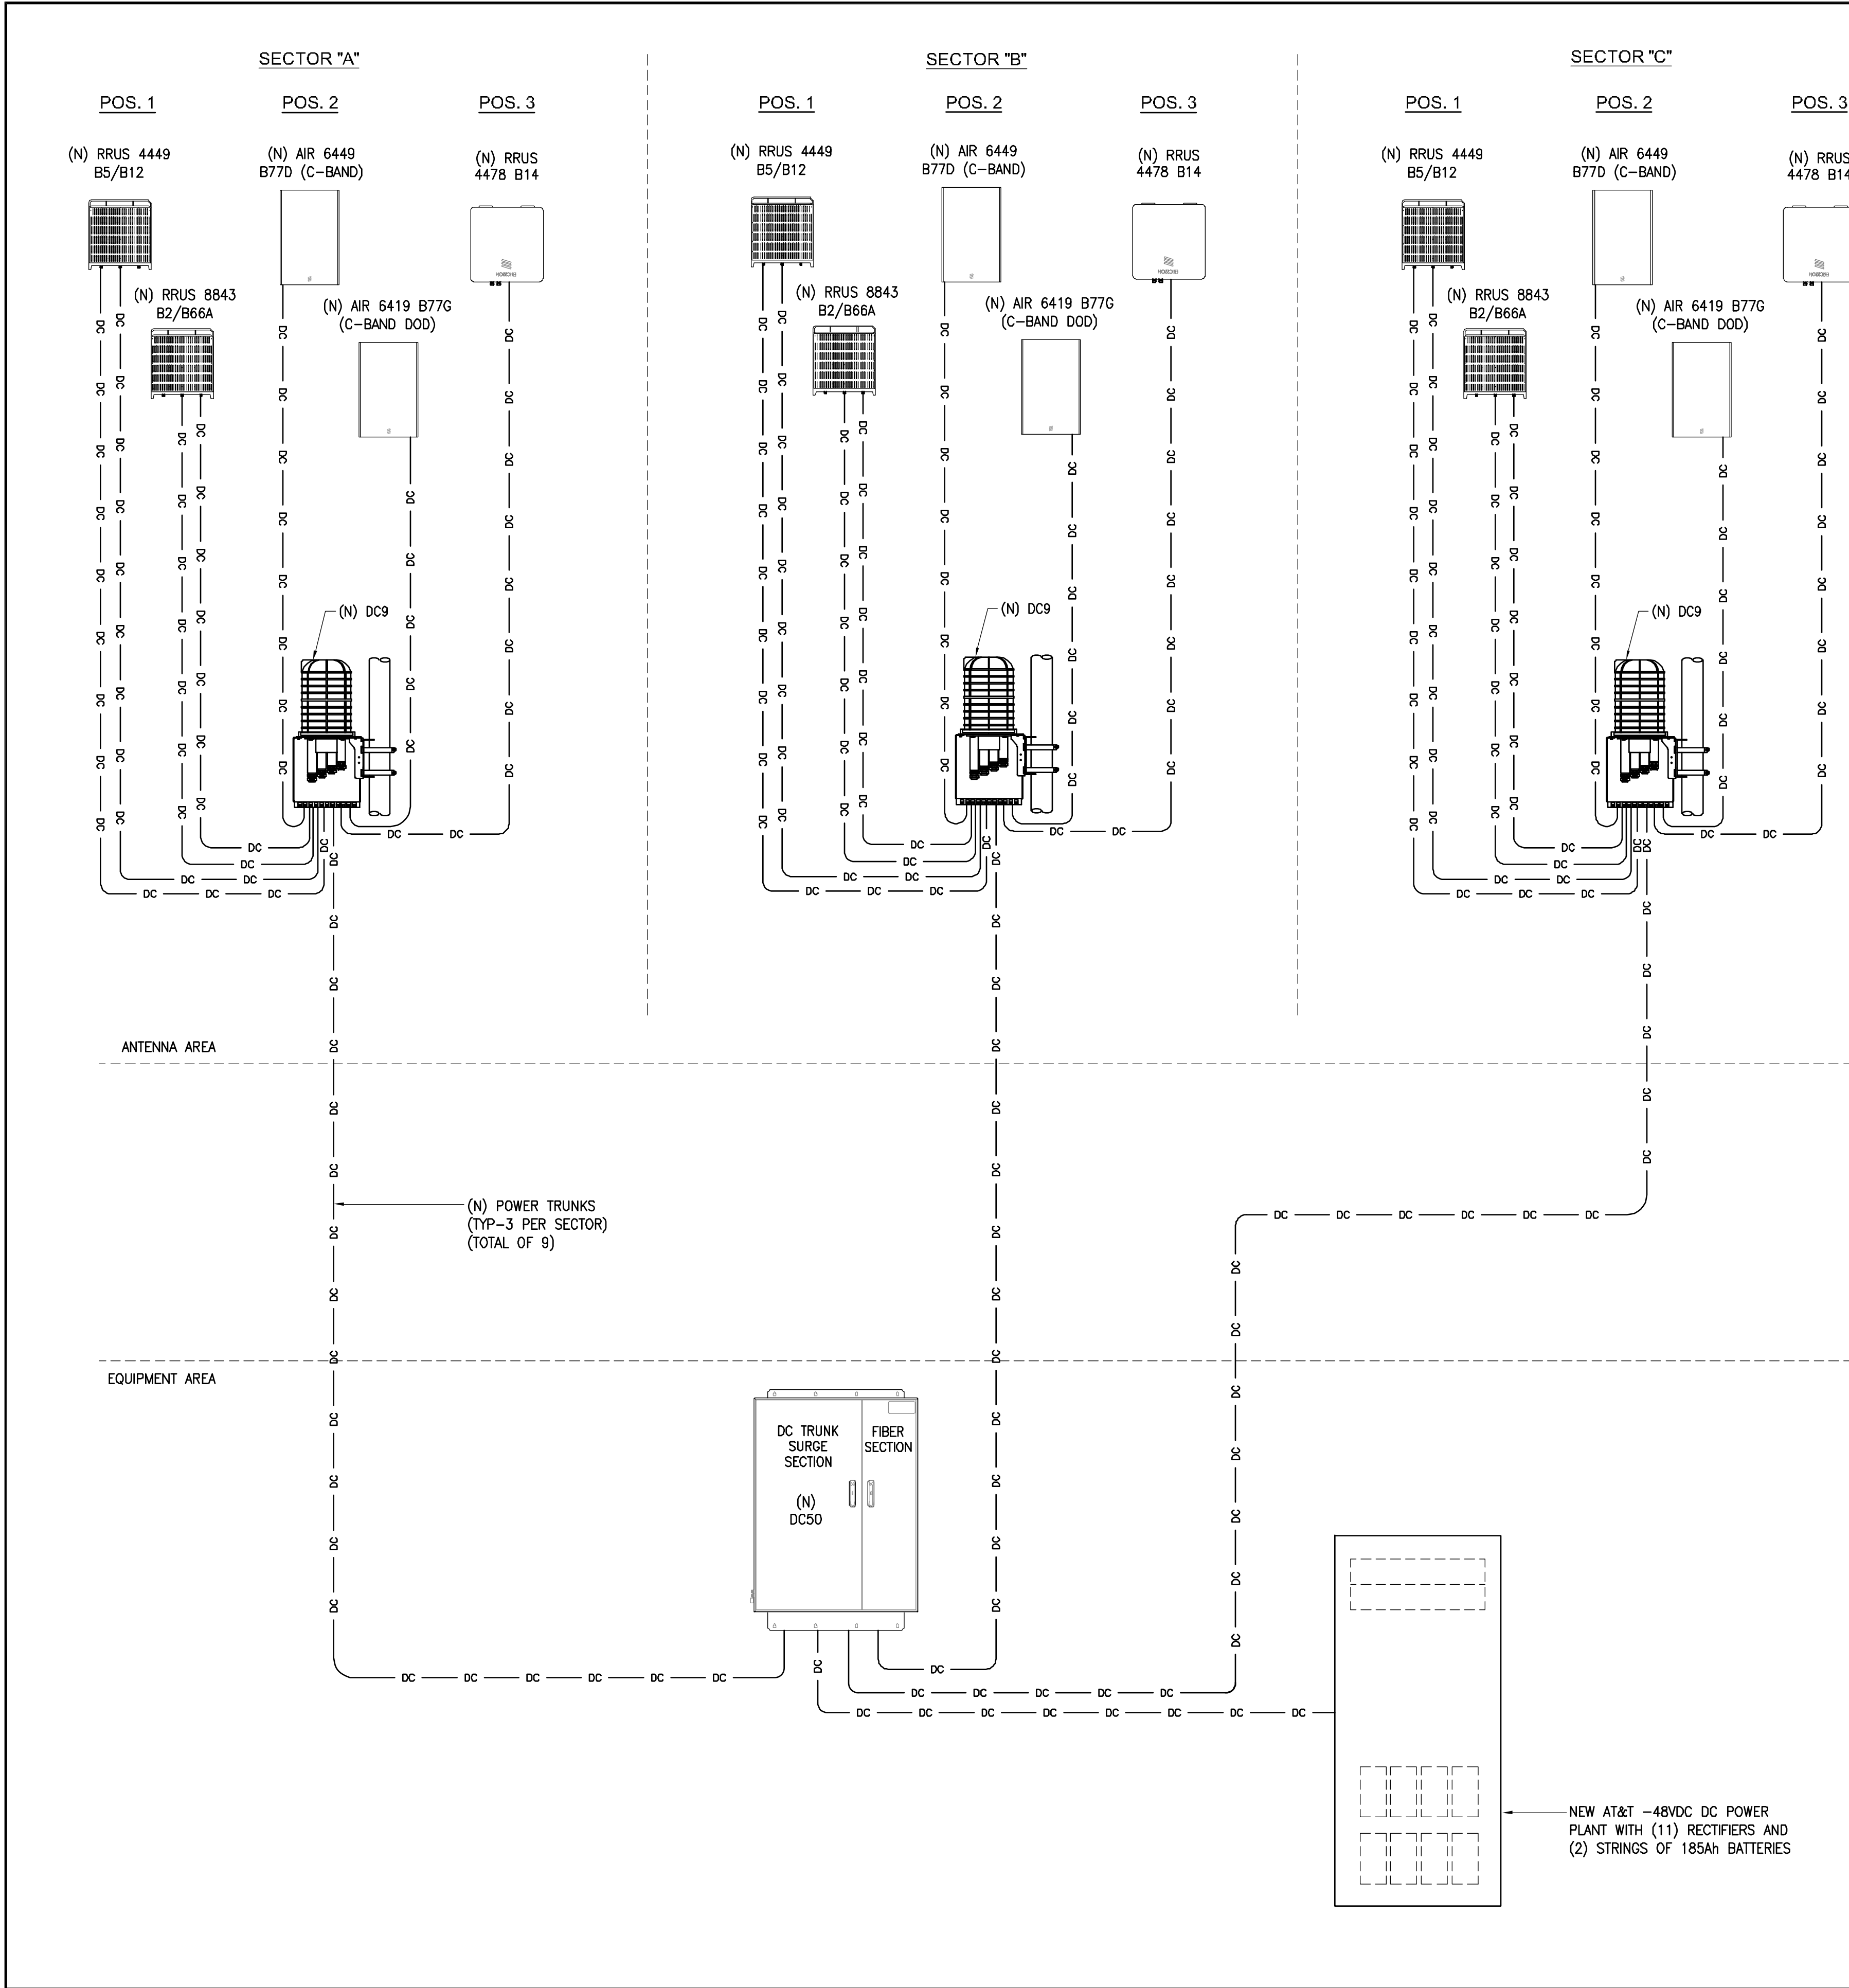 SECTOR "A"
POS. 1
POS. 2
POS. 3
(N) RRUS 4449
B5/B12
(N) AIR 6449
B77D (C-BAND)
(N) RRUS
4478 B14
(N) RRUS 8843
B2/B66A
(N) AIR 6419 B77G
(C-BAND DOD)
(N) DC9
SECTOR "B"
POS. 1
POS. 2
POS. 3
(N) RRUS 4449
B5/B12
(N) AIR 6449
B77D (C-BAND)
(N) RRUS
4478 B14
(N) RRUS 8843
B2/B66A
(N) AIR 6419 B77G
(C-BAND DOD)
(N) DC9
SECTOR "C"
POS. 1
POS. 2
POS. 3
(N) RRUS 4449
B5/B12
(N) AIR 6449
B77D (C-BAND)
(N) RRUS
4478 B14
(N) RRUS 8843
B2/B66A
(N) AIR 6419 B77G
(C-BAND DOD)
(N) DC9
DC
ANTENNA AREA
(N) POWER TRUNKS
(TYP-3 PER SECTOR)
(TOTAL OF 9)
EQUIPMENT AREA
DC TRUNK
SURGE
SECTION
(N)
DC50
FIBER
SECTION
NEW AT&T -48VDC DC POWER
PLANT WITH (11) RECTIFIERS AND
(2) STRINGS OF 185Ah BATTERIES